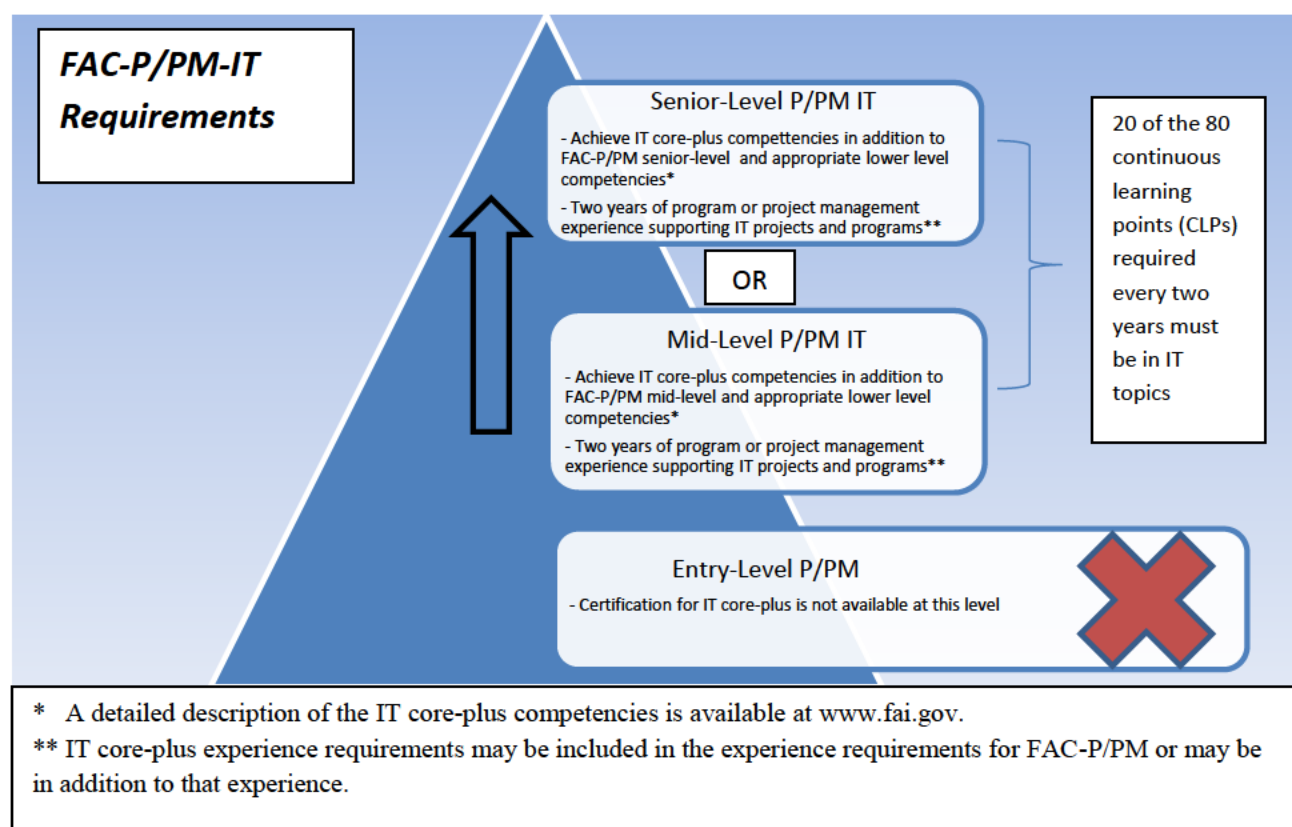 FAC-P/PM-IT
Requirements
Senior-Level P/PM IT
- Achieve IT core-plus compettencies in addition to
FAC-P/PM senior-level and appropriate lower level
competencies*
- Two years of program or project management
experience supporting IT projects and programs**
OR
Mid-Level P/PM IT
- Achieve IT core-plus competencies in addition to
FAC-P/PM mid-level and appropriate lower level
competencies*
- Two years of program or project management
experience supporting IT projects and programs**
20 of the 80
continuous
learning
points (CLPs)
required
every two
years must
be in IT
topics
Entry-Level P/PM
- Certification for IT core-plus is not available at this level
* A detailed description of the IT core-plus competencies is available at www.fai.gov.
** IT core-plus experience requirements may be included in the experience requirements for FAC-P/PM or may be
in addition to that experience.